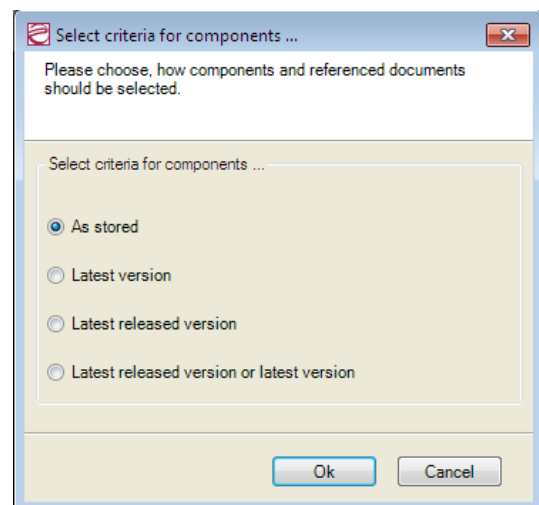 Select criteria for components ...
Please choose, how components and referenced documents
should be selected.
Select criteria for components ...
As stored
Latest version
Latest released version
Latest released version or latest version
Ok
Cancel